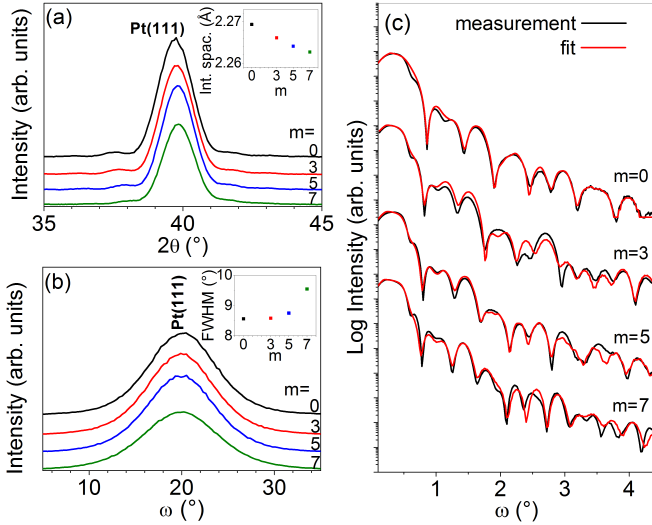 (a)
Pt(111)
Intensity (arb. units)
Int. spac. (Å)
2.27
2.26
0 3 5 7
m
m=
0
3
5
7
35 40 45
2θ (°)
(b)
Pt(111)
Intensity (arb. units)
FWHM (°)
10
9
8
0 3 5 7
m
m=
0
3
5
7
10 20 30
ω (°)
(c)
measurement
fit
Log Intensity (arb. units)
m=0
m=3
m=5
m=7
1 2 3 4
ω (°)